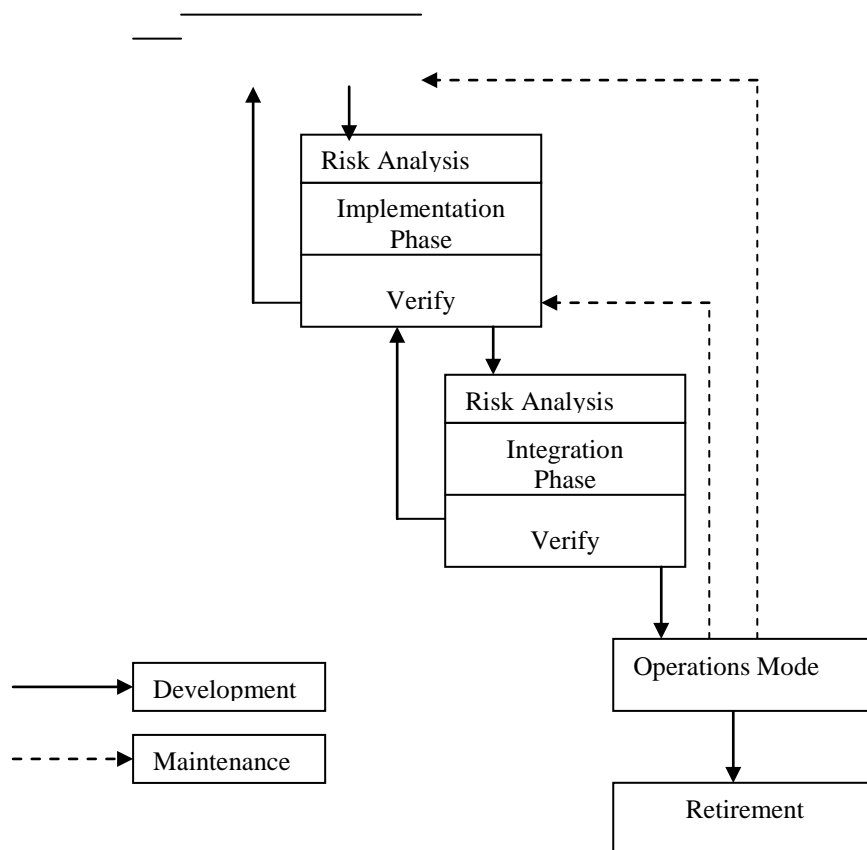 Risk Analysis
Implementation
Phase
Verify
Risk Analysis
Integration
Phase
Verify
Operations Mode
Development
Maintenance
Retirement